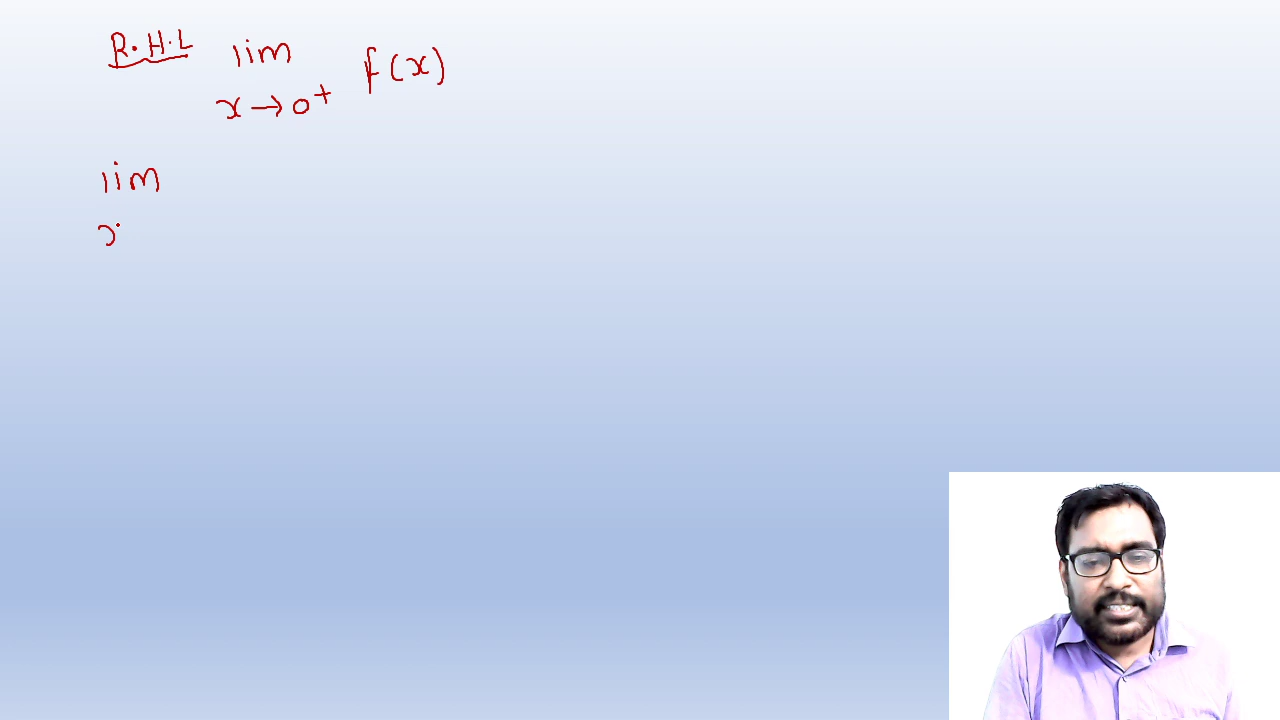 R.H.L lim f(x)
x→0+
lim
x